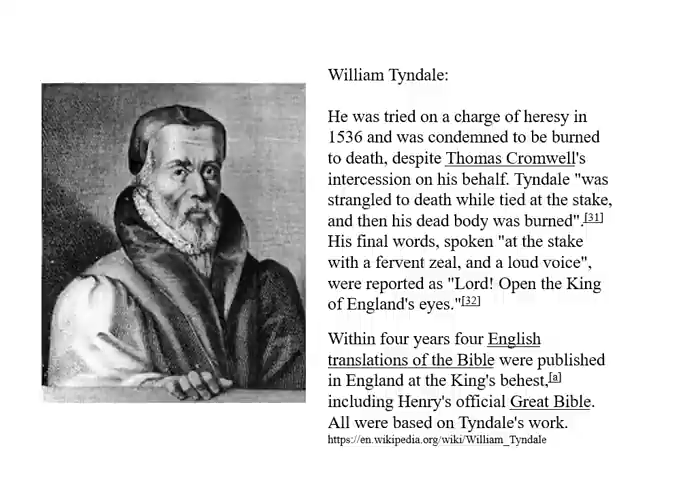 William Tyndale:
He was tried on a charge of heresy in
1536 and was condemned to be burned
to death, despite Thomas Cromwell's
intercession on his behalf. Tyndale "was
strangled to death while tied at the stake,
and then his dead body was burned".[31]
His final words, spoken "at the stake
with a fervent zeal, and a loud voice",
were reported as "Lord! Open the King
of England's eyes."[32]
Within four years four English
translations of the Bible were published
in England at the King's behest,[a]
including Henry's official Great Bible.
All were based on Tyndale's work.
https://en.wikipedia.org/wiki/William_Tyndale